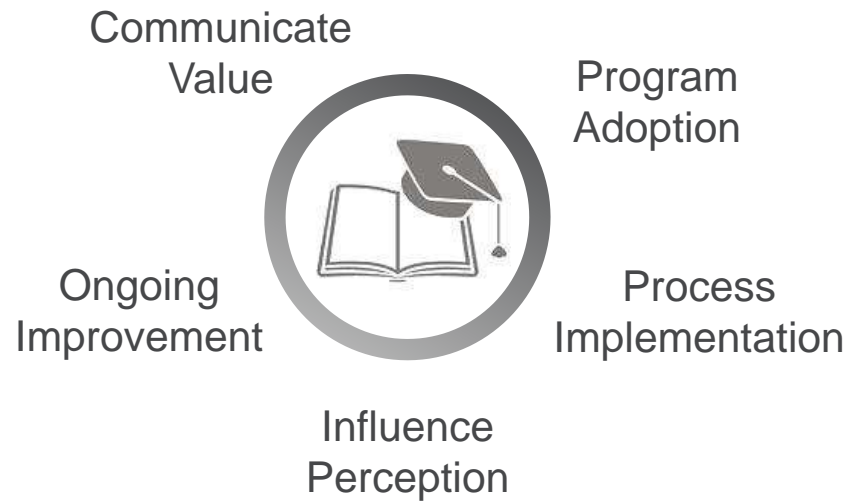 Communicate
Value
Program
Adoption
Process
Implementation
Influence
Perception
Ongoing
Improvement